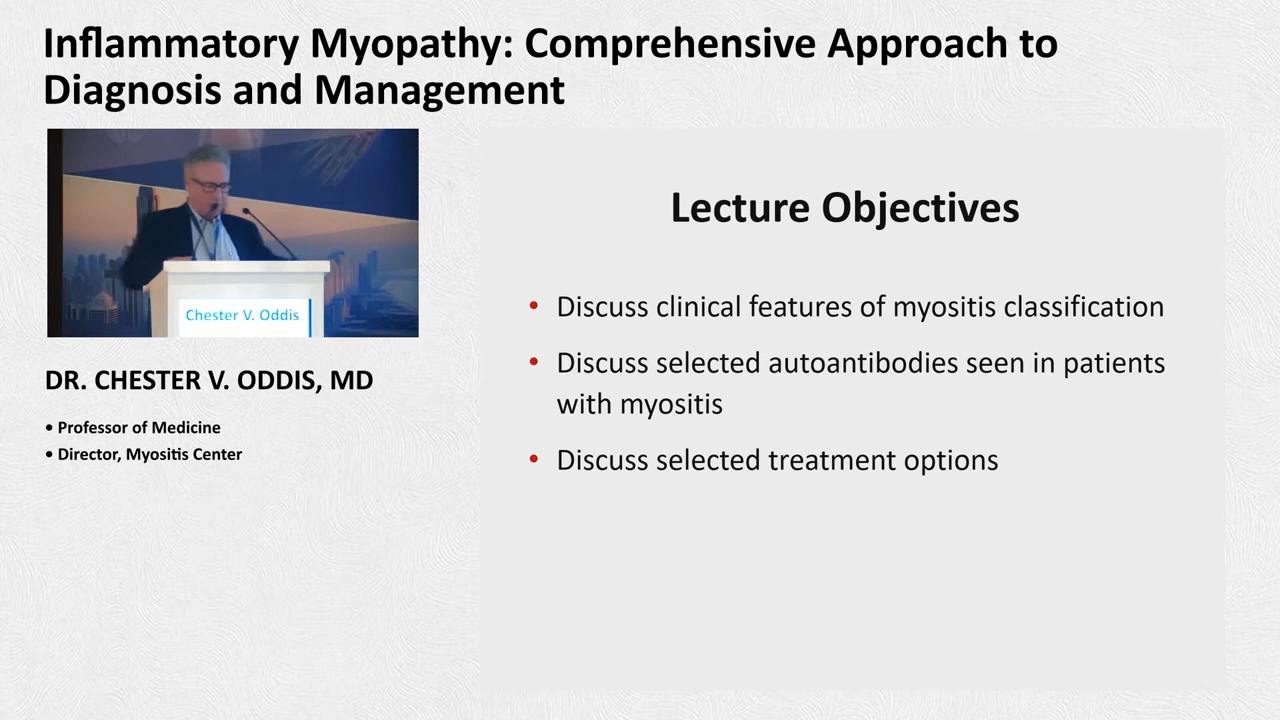 Inflammatory Myopathy: Comprehensive Approach to
Diagnosis and Management
Chester V. Oddis
DR. CHESTER V. ODDIS, MD
• Professor of Medicine
• Director, Myositis Center
Lecture Objectives
• Discuss clinical features of myositis classification
• Discuss selected autoantibodies seen in patients
with myositis
• Discuss selected treatment options